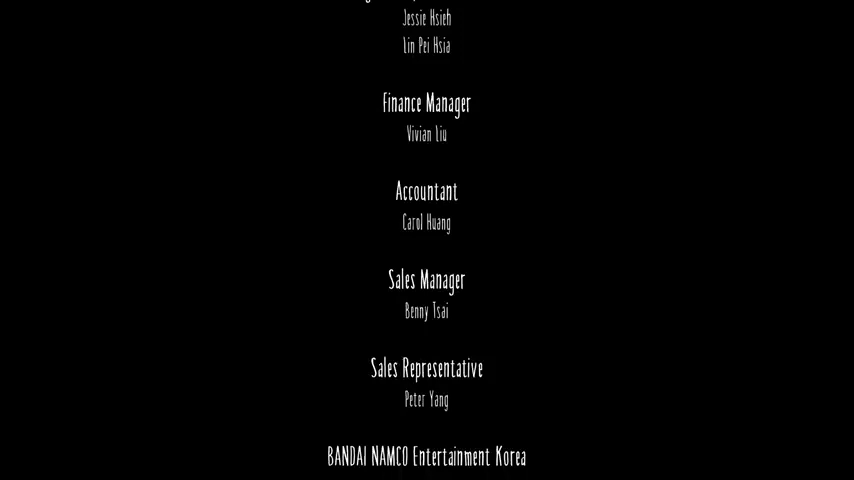 Jessie Hsieh
Lin Pei Hsia
Finance Manager
Vivian Liu
Accountant
Carol Huang
Sales Manager
Benny Tsai
Sales Representative
Peter Yang
BANDAI NAMCO Entertainment Korea